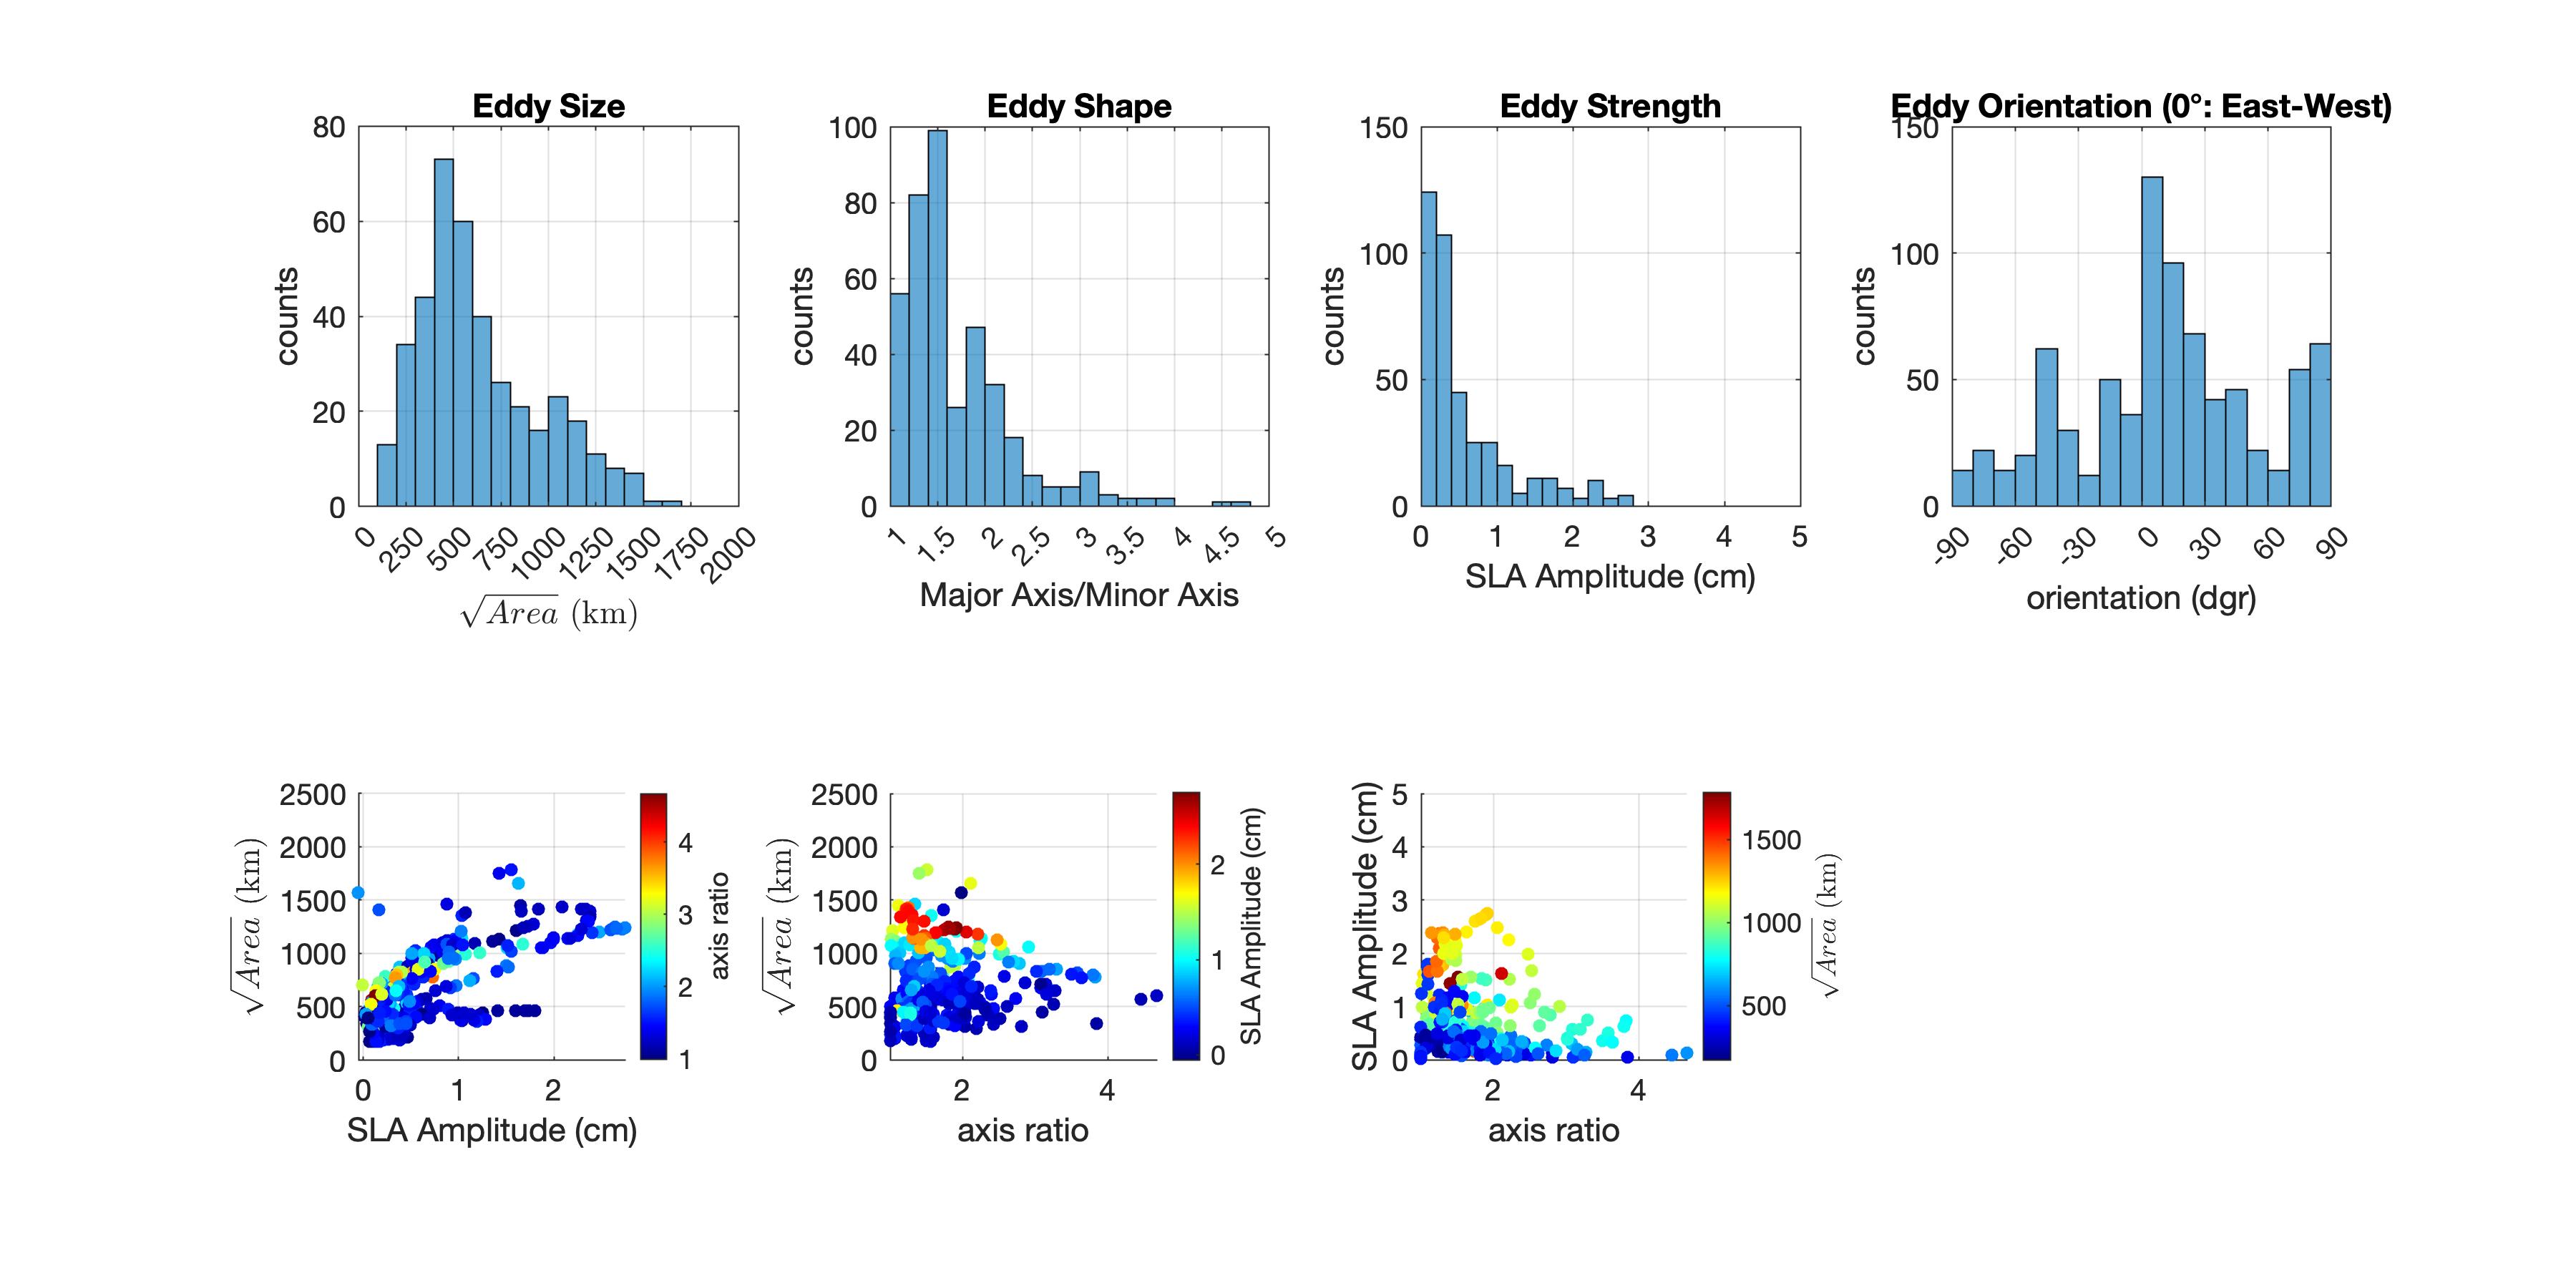 Eddy Size
80
60
40
20
0
counts
0 250 500 750 1000 1250 1500 1750 2000
√Area (km)
Eddy Shape
100
80
60
40
20
0
counts
1 1.5 2 2.5 3 3.5 4 4.5 5
Major Axis/Minor Axis
Eddy Strength
150
100
50
0
counts
0 1 2 3 4 5
SLA Amplitude (cm)
Eddy Orientation (0°: East-West)
150
100
50
0
counts
-90 -60 -30 0 30 60 90
orientation (dgr)
2500
2000
1500
1000
500
0
√Area (km)
0 1 2
SLA Amplitude (cm)
4
3
2
1
axis ratio
2500
2000
1500
1000
500
0
√Area (km)
2 4
axis ratio
2
1
0
SLA Amplitude (cm)
5
4
3
2
1
0
SLA Amplitude (cm)
2 4
axis ratio
1500
1000
500
√Area (km)